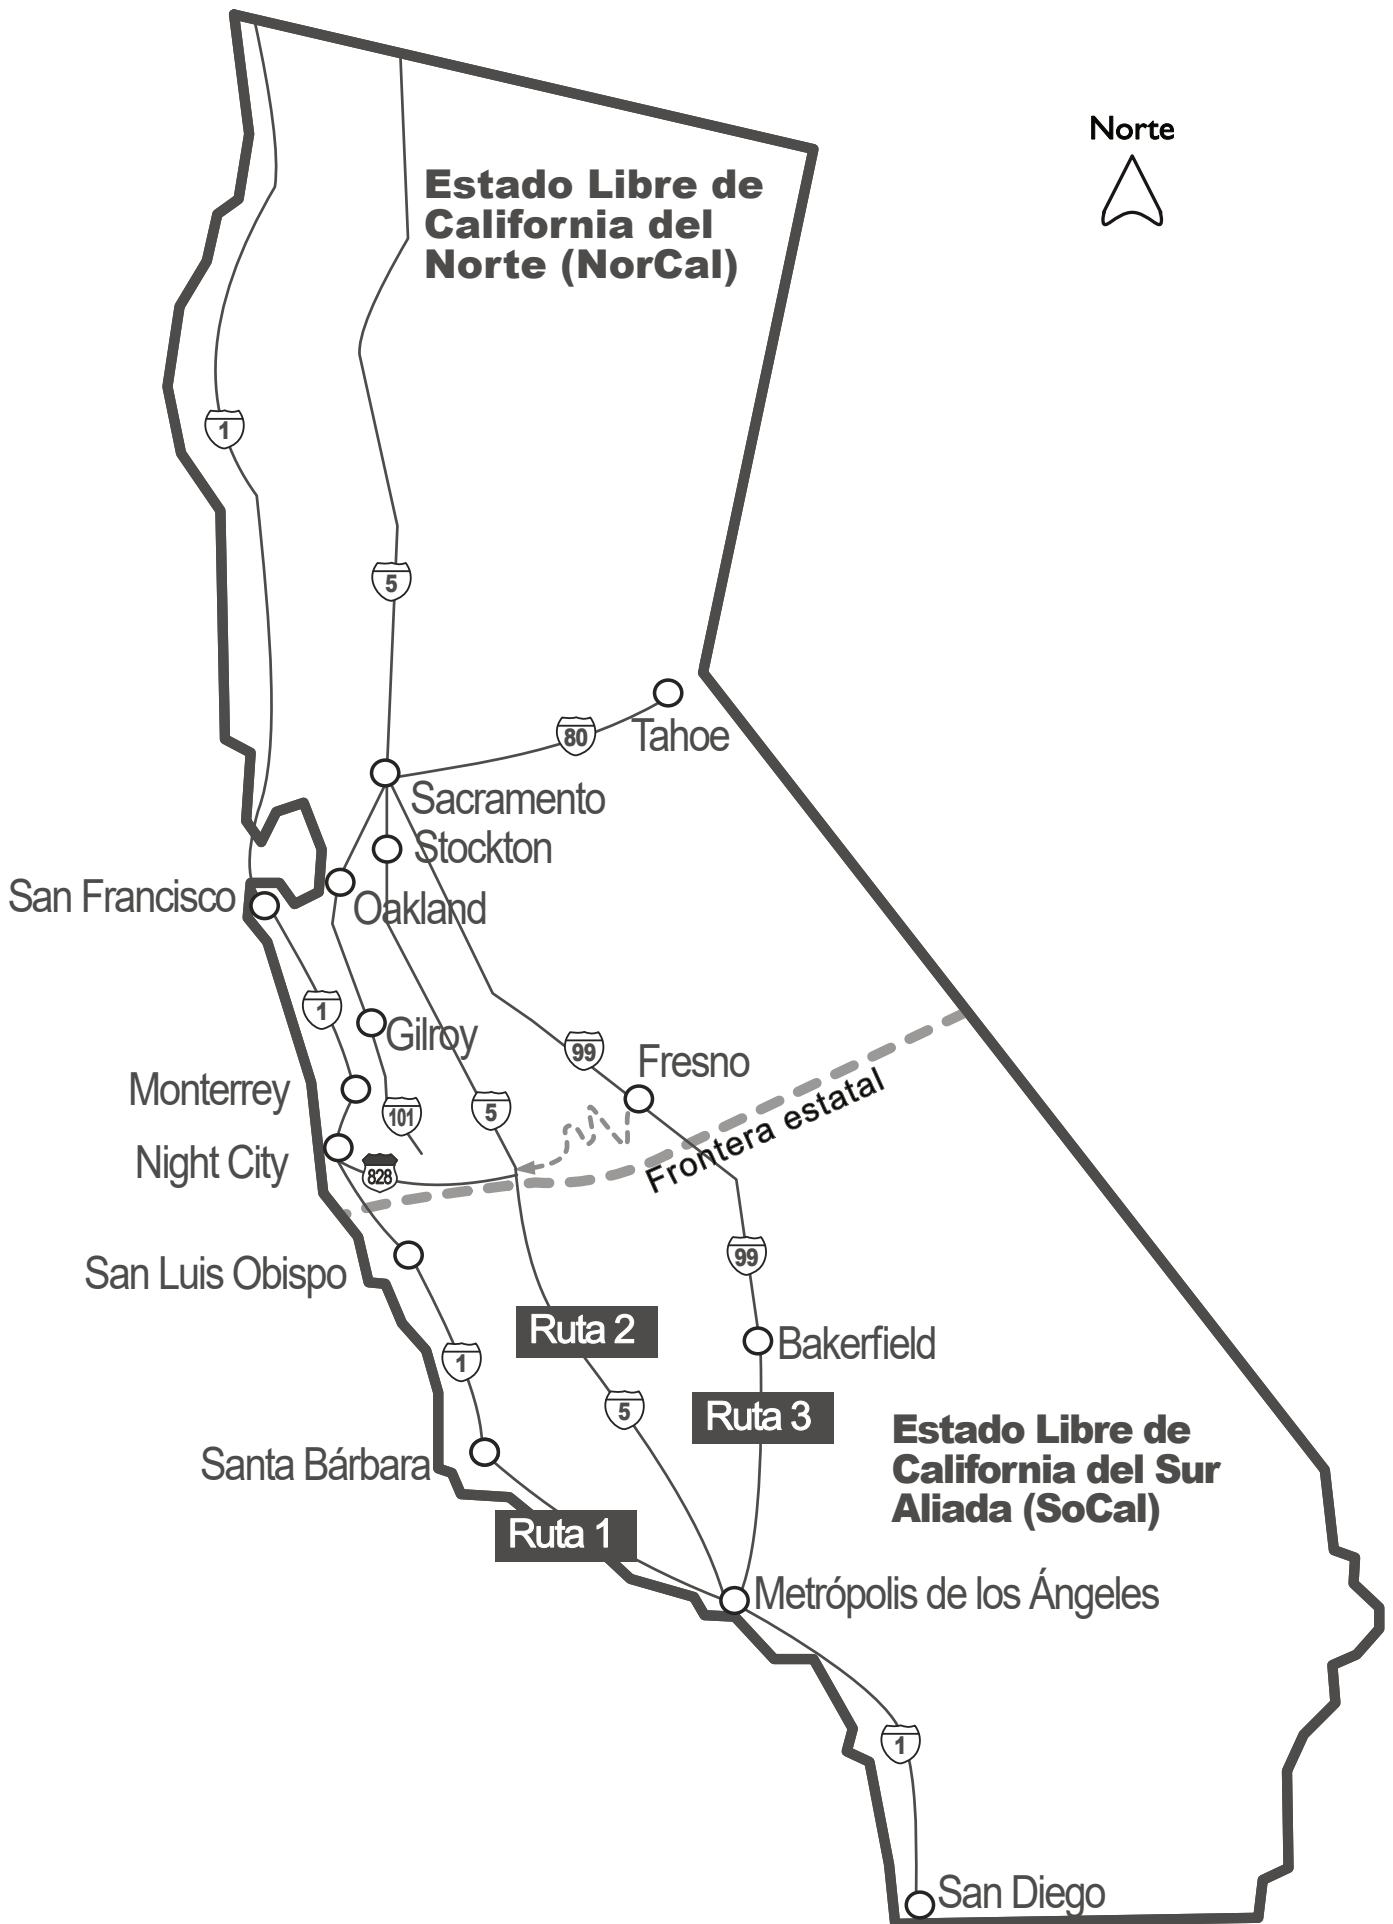 Norte
Estado Libre de
California del
Norte (NorCal)
1
5
80
Tahoe
Sacramento
Stockton
San Francisco
Oakland
1
Gilroy
99
Fresno
Monterrey
101
5
Frontera estatal
Night City
828
99
San Luis Obispo
Ruta 2
Bakerfield
1
5
Ruta 3
Estado Libre de
California del Sur
Aliada (SoCal)
Santa Bárbara
Ruta 1
Metrópolis de los Ángeles
1
San Diego